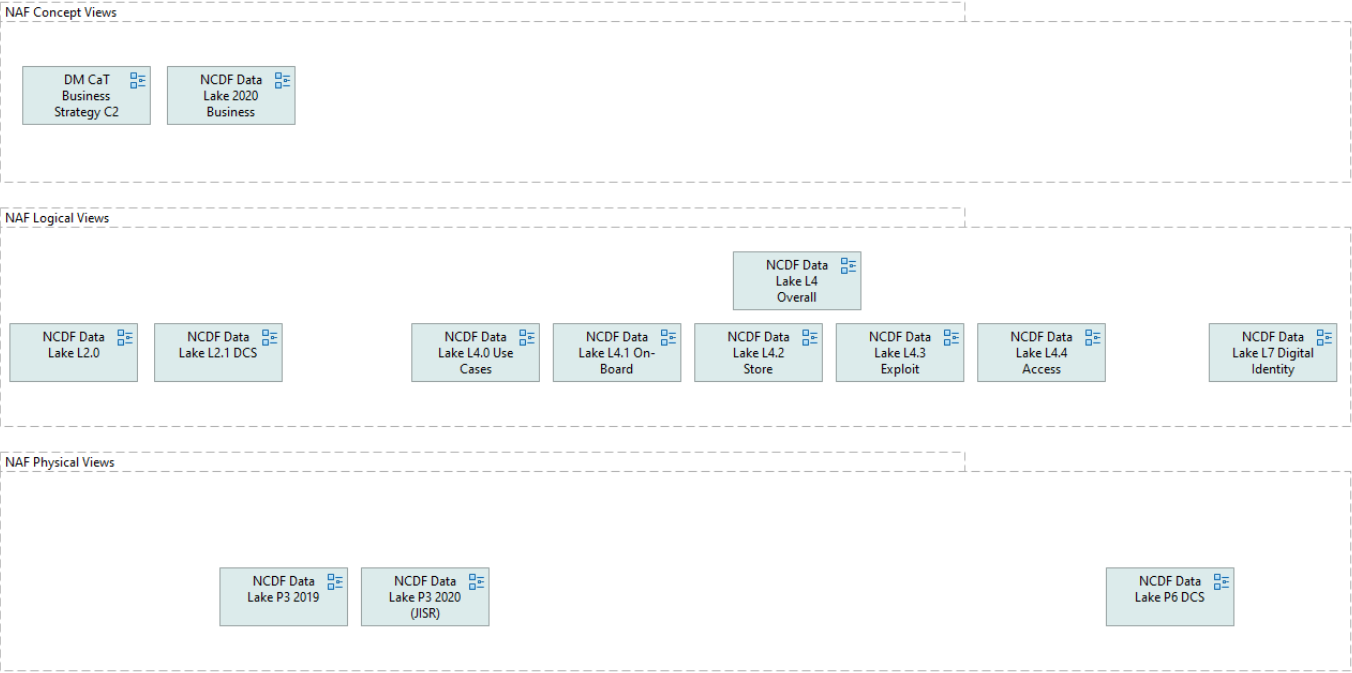 NAF Concept Views
DM CaT
Business
Strategy C2
NCDF Data
Lake 2020
Business
NAF Logical Views
NCDF Data
Lake L4
Overall
NCDF Data
Lake L2.0
NCDF Data
Lake L2.1 DCS
NCDF Data
Lake L4.0 Use
Cases
NCDF Data
Lake L4.1 On-
Board
NCDF Data
Lake L4.2
Store
NCDF Data
Lake L4.3
Exploit
NCDF Data
Lake L4.4
Access
NCDF Data
Lake L7 Digital
Identity
NAF Physical Views
NCDF Data
Lake P3 2019
NCDF Data
Lake P3 2020
(JISR)
NCDF Data
Lake P6 DCS